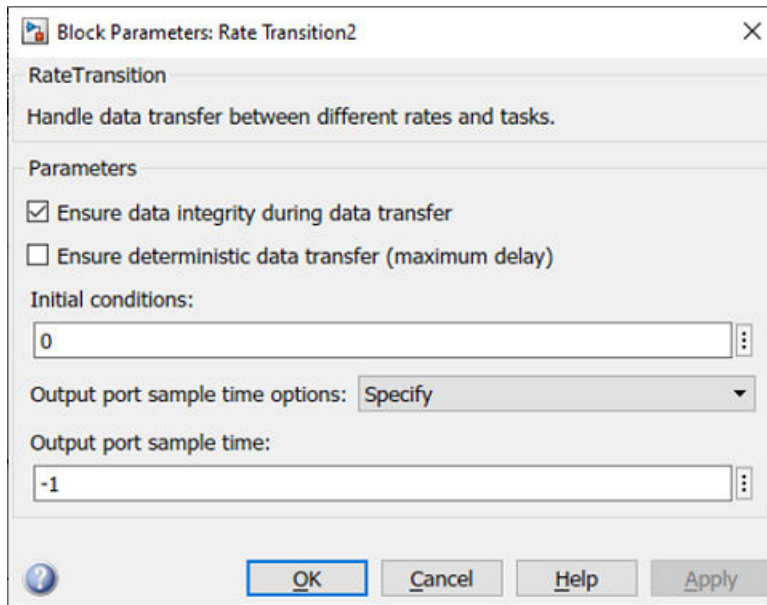 Block Parameters: Rate Transition2
RateTransition
Handle data transfer between different rates and tasks.
Parameters
Ensure data integrity during data transfer
Ensure deterministic data transfer (maximum delay)
Initial conditions:
0
Output port sample time options: Specify
Output port sample time:
-1
OK Cancel Help Apply